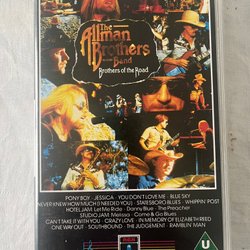 The
Allman
Brothers
Band
Brothers of the Road
PONY BOY · JESSICA · YOU DON'T LOVE ME · BLUE SKY
NEVER KNEW HOW MUCH (I NEEDED YOU) · STATESBORO BLUES · WHIPPIN' POST
HOTEL JAM: Let Me Ride · Danny Blue · The Preacher
STUDIO JAM: Melissa · Come & Go Blues
CAN'T TAKE IT WITH YOU · CRAZY LOVE · IN MEMORY OF ELIZABETH REED
ONE WAY OUT · SOUTHBOUND · THE JUDGEMENT · RAMBLIN' MAN
U